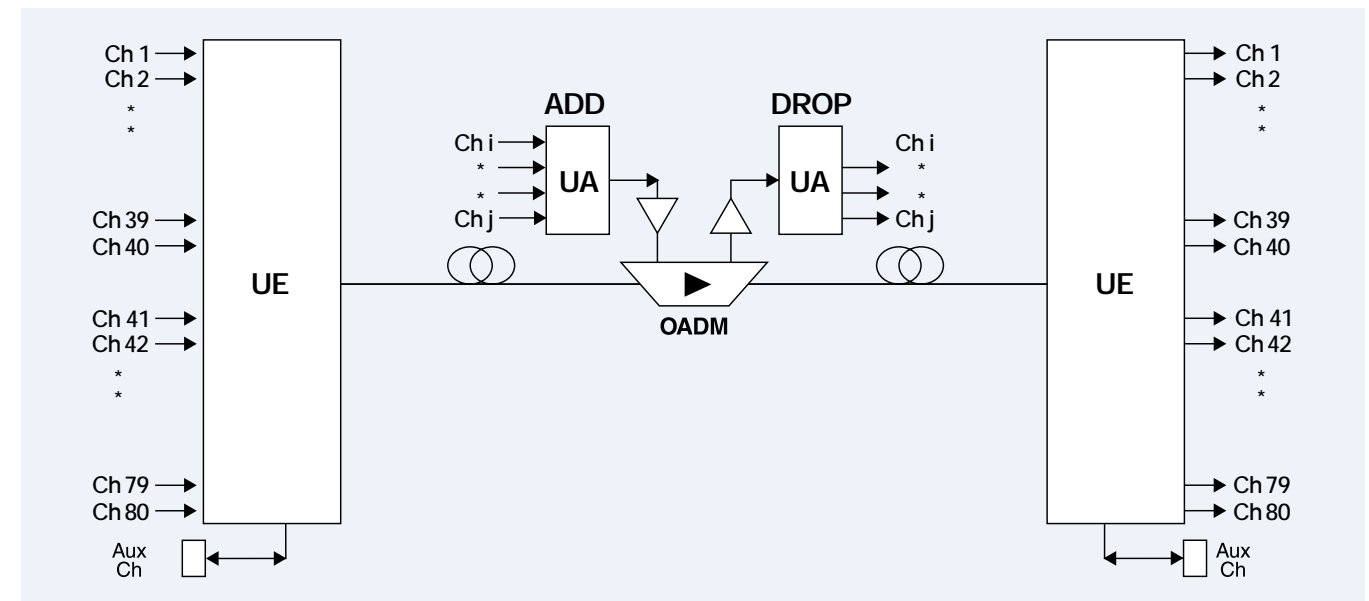 Ch 1
Ch 2
*
*
Ch 39
Ch 40
Ch 41
Ch 42
*
*
Ch 79
Ch 80
Aux
Ch
UE
ADD
Ch i
*
*
Ch j
UA
OADM
DROP
UA
Ch i
*
*
Ch j
UE
Ch 1
Ch 2
*
*
Ch 39
Ch 40
Ch 41
Ch 42
*
*
Ch 79
Ch 80
Aux
Ch